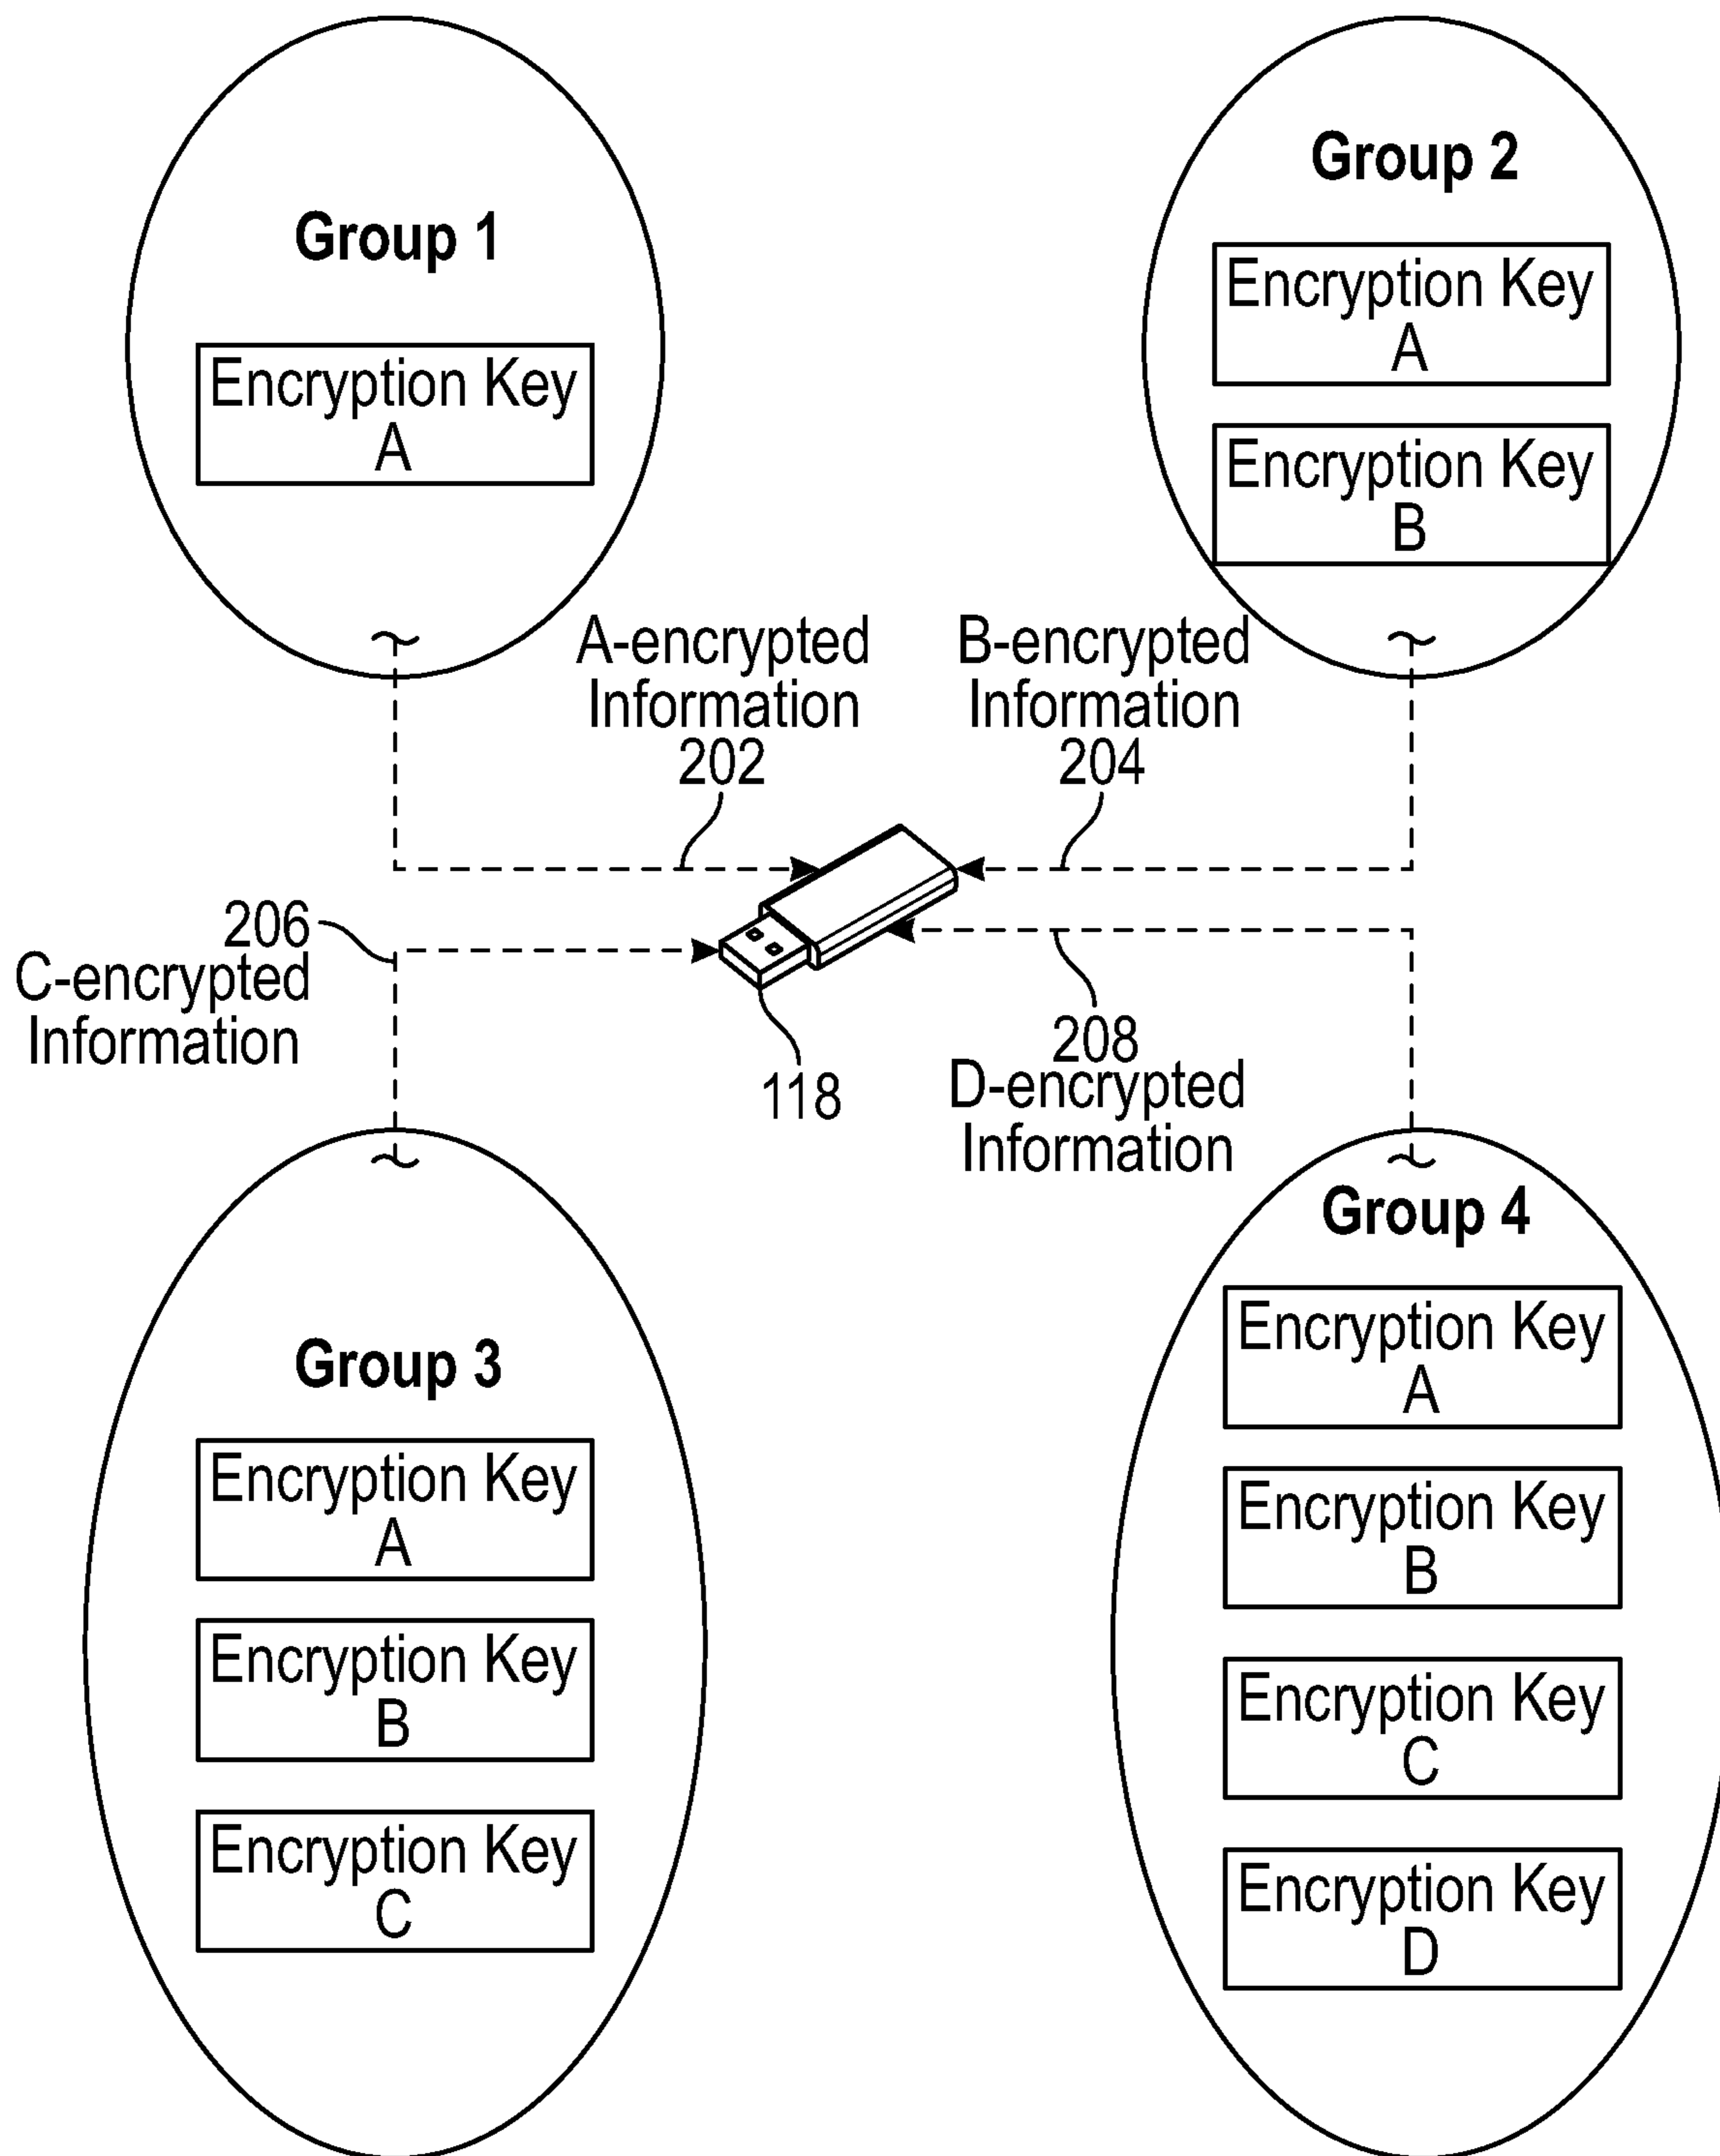 Group 1
Encryption Key
A
Group 2
Encryption Key
A
Encryption Key
B
A-encrypted
Information
202
B-encrypted
Information
204
206
C-encrypted
Information
118
208
D-encrypted
Information
Group 3
Encryption Key
A
Encryption Key
B
Encryption Key
C
Group 4
Encryption Key
A
Encryption Key
B
Encryption Key
C
Encryption Key
D